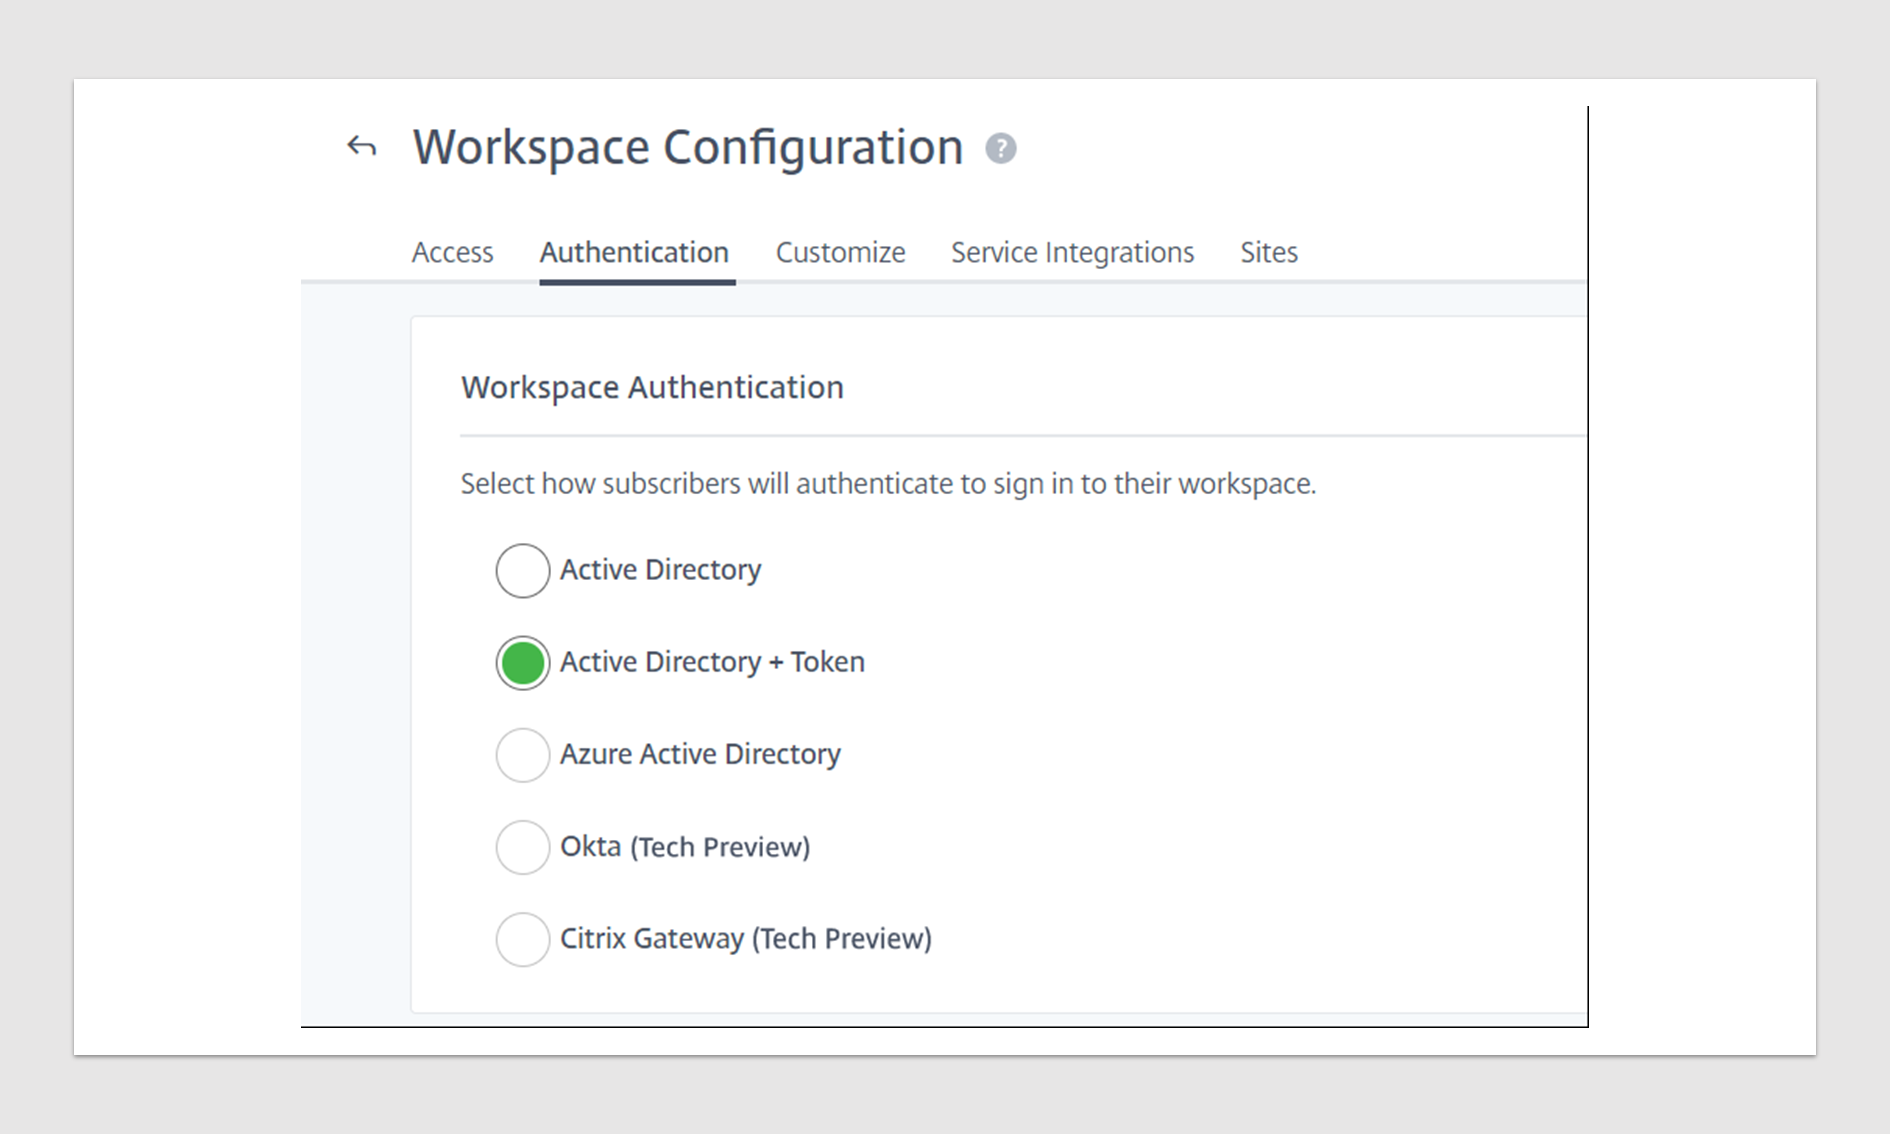 Workspace Configuration ?
Access Authentication Customize Service Integrations Sites
Workspace Authentication
Select how subscribers will authenticate to sign in to their workspace.
Active Directory
Active Directory + Token
Azure Active Directory
Okta (Tech Preview)
Citrix Gateway (Tech Preview)